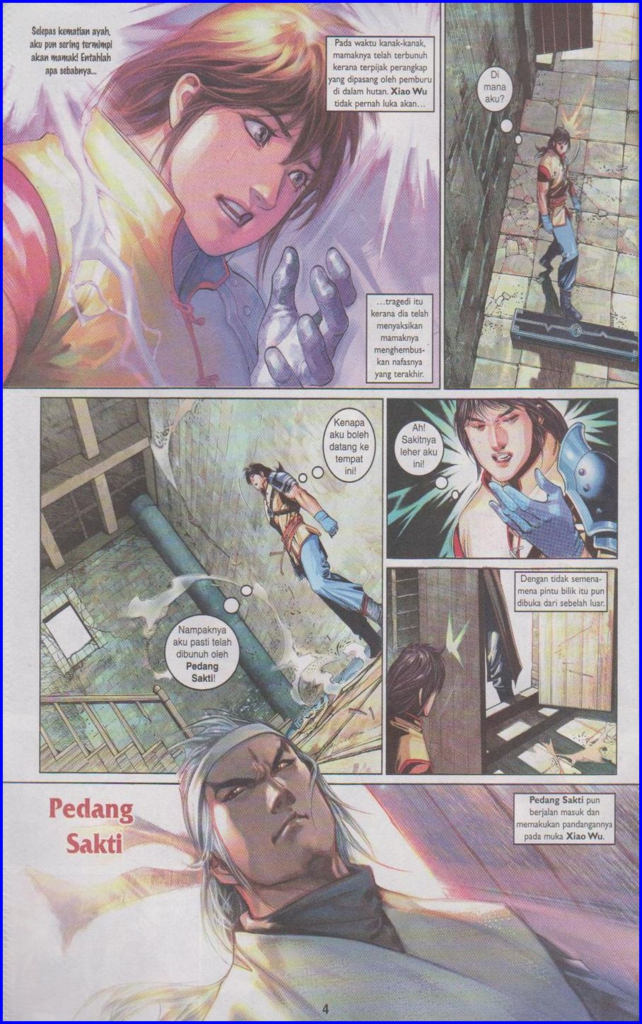 Selepas kematian ayah,
aku pun sering termimpi
akan mamak! Entahlah
apa sebabnya...
Pada waktu kanak-kanak,
mamaknya telah terbunuh
kerana terpijak perangkap
yang dipasang oleh pemburu
di dalam hutan. Xiao Wu
tidak pernah luka akan...
...tragedi itu
kerana dia telah
menyaksikan
mamaknya
menghembus-
kan nafasnya
yang terakhir.
Di
mana
aku?
Kenapa
aku boleh
datang ke
tempat
ini!
Nampaknya
aku pasti telah
dibunuh oleh
Pedang
Sakti!
Ah!
Sakitnya
leher aku
ini!
Dengan tidak semena-
mena pintu bilik itu pun
dibuka dari sebelah luar.
Pedang
Sakti
Pedang Sakti pun
berjalan masuk dan
memakukan pandangannya
pada muka Xiao Wu.
4